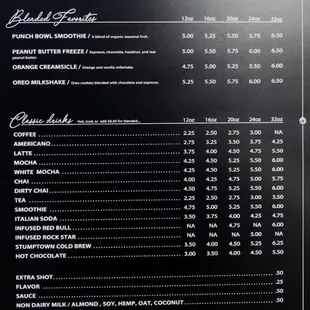 Blended Favorites 12oz 16oz 20oz 24oz 32oz
PUNCH BOWL SMOOTHIE / A blend of organic seasonal fruit. 5.00 5.25 5.50 5.75 6.50
PEANUT BUTTER FREEZE / Espresso, chocolate, hazelnut, and real 5.00 5.50 5.75 6.00 6.50
peanut butter.
ORANGE CREAMSICLE / Orange and vanilla milkshake. 4.75 5.00 5.25 5.50 6.00
OREO MILKSHAKE / Oreo cookies blended with chocolate and espresso. 5.25 5.50 5.75 6.00 6.50
Classic drinks Hot, Iced, or add $0.50 for blended... 12oz 16oz 20oz 24oz 32oz
COFFEE 2.25 2.50 2.75 3.00 NA
AMERICANO 2.75 3.25 3.50 3.75 4.25
LATTE 3.75 4.00 4.50 4.75 5.50
MOCHA 4.25 4.50 5.25 5.50 6.00
WHITE MOCHA 4.25 4.50 5.25 5.50 6.00
CHAI 4.00 4.25 4.75 5.00 5.75
DIRTY CHAI 4.50 4.75 5.25 5.50 6.25
TEA 2.25 2.50 2.75 3.00 3.50
SMOOTHIE 4.75 5.00 5.25 5.50 6.00
ITALIAN SODA 3.50 3.75 4.00 4.25 4.75
INFUSED RED BULL NA NA 4.75 NA 6.00
INFUSED ROCK STAR NA NA NA 5.00 NA
STUMPTOWN COLD BREW 3.50 4.00 4.50 5.25 6.25
HOT CHOCOLATE 3.00 3.50 4.00 4.50 5.50
EXTRA SHOT .50
FLAVOR .25
SAUCE .50
NON DAIRY MILK / ALMOND , SOY, HEMP, OAT, COCONUT .50